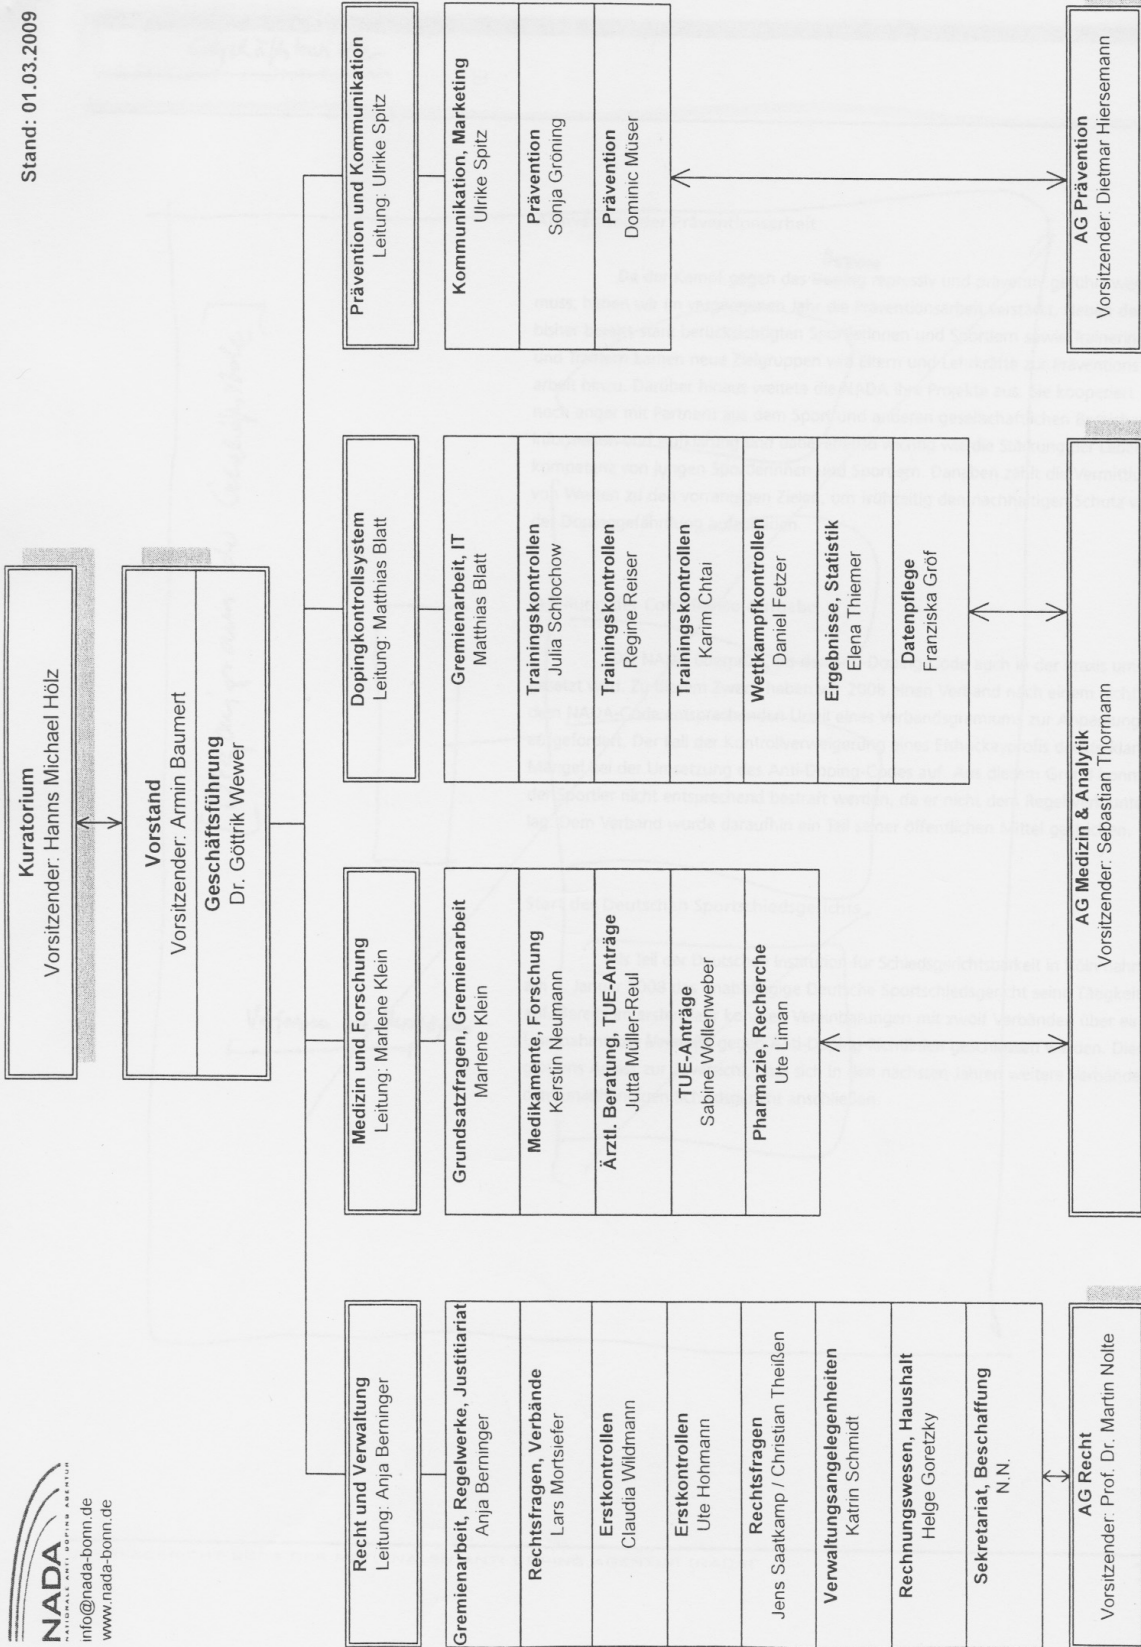 NADA
NATIONALE ANTI DOPING AGENTUR
info@nada-bonn.de
www.nada-bonn.de
Stand: 01.03.2009
Kuratorium
Vorsitzender: Hanns Michael Hölz
Vorstand
Vorsitzender: Armin Baumert
Geschäftsführung
Dr. Göttrik Wewer
Recht und Verwaltung
Leitung: Anja Berninger
Gremienarbeit, Regelwerke, Justitiariat
Anja Berninger
Rechtsfragen, Verbände
Lars Mortsiefer
Erstkontrollen
Claudia Wildmann
Erstkontrollen
Ute Hohmann
Rechtsfragen
Jens Saatkamp / Christian Theißen
Verwaltungsangelegenheiten
Katrin Schmidt
Rechnungswesen, Haushalt
Helge Goretzky
Sekretariat, Beschaffung
N.N.
AG Recht
Vorsitzender: Prof. Dr. Martin Nolte
Medizin und Forschung
Leitung: Marlene Klein
Grundsatzfragen, Gremienarbeit
Marlene Klein
Medikamente, Forschung
Kerstin Neumann
Ärztl. Beratung, TUE-Anträge
Jutta Müller-Reul
TUE-Anträge
Sabine Wollenweber
Pharmazie, Recherche
Ute Liman
Dopingkontrollsystem
Leitung: Matthias Blatt
Gremienarbeit, IT
Matthias Blatt
Trainingskontrollen
Julia Schlochow
Trainingskontrollen
Regine Reiser
Trainingskontrollen
Karim Chtai
Wettkampfkontrollen
Daniel Fetzer
Ergebnisse, Statistik
Elena Thiemer
Datenpflege
Franziska Gröf
AG Medizin & Analytik
Vorsitzender: Sebastian Thormann
Prävention und Kommunikation
Leitung: Ulrike Spitz
Kommunikation, Marketing
Ulrike Spitz
Prävention
Sonja Gröning
Prävention
Dominic Müser
AG Prävention
Vorsitzender: Dietmar Hiersemann